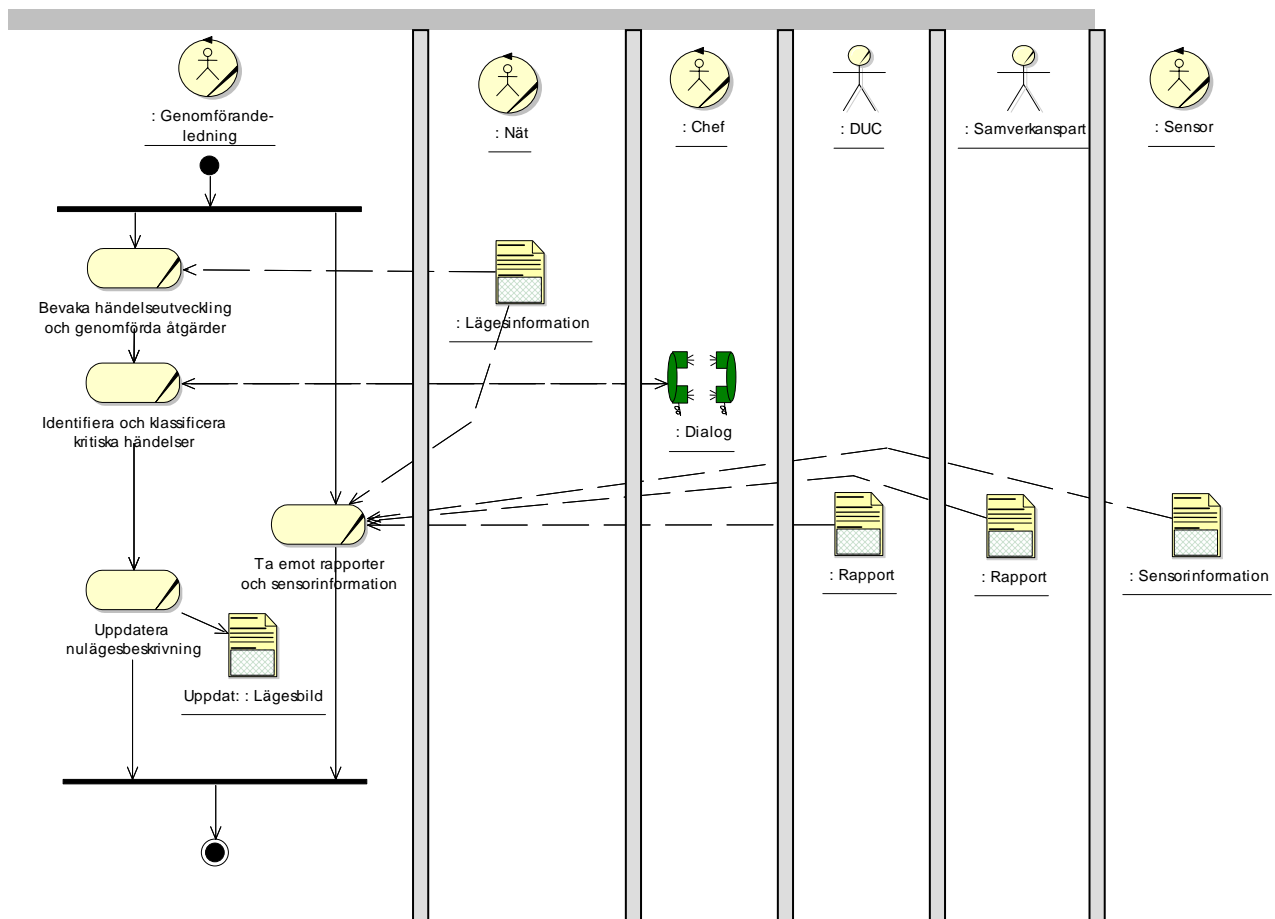 : Genomförande-
ledning
: Nät
: Chef
: DUC
: Samverkanspart
: Sensor
Bevaka händelseutveckling
och genomförda åtgärder
: Lägesinformation
Identifiera och klassificera
kritiska händelser
: Dialog
Ta emot rapporter
och sensorinformation
: Rapport
: Rapport
: Sensorinformation
Uppdatera
nulägesbeskrivning
Uppdat: : Lägesbild